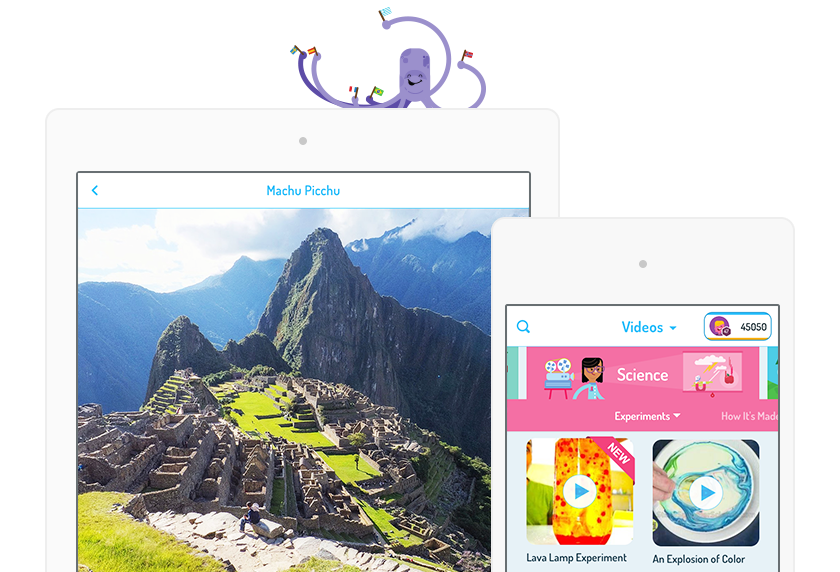 Machu Picchu
Videos
45050
Science
Experiments
How It's Made
NEW
Lava Lamp Experiment
An Explosion of Color